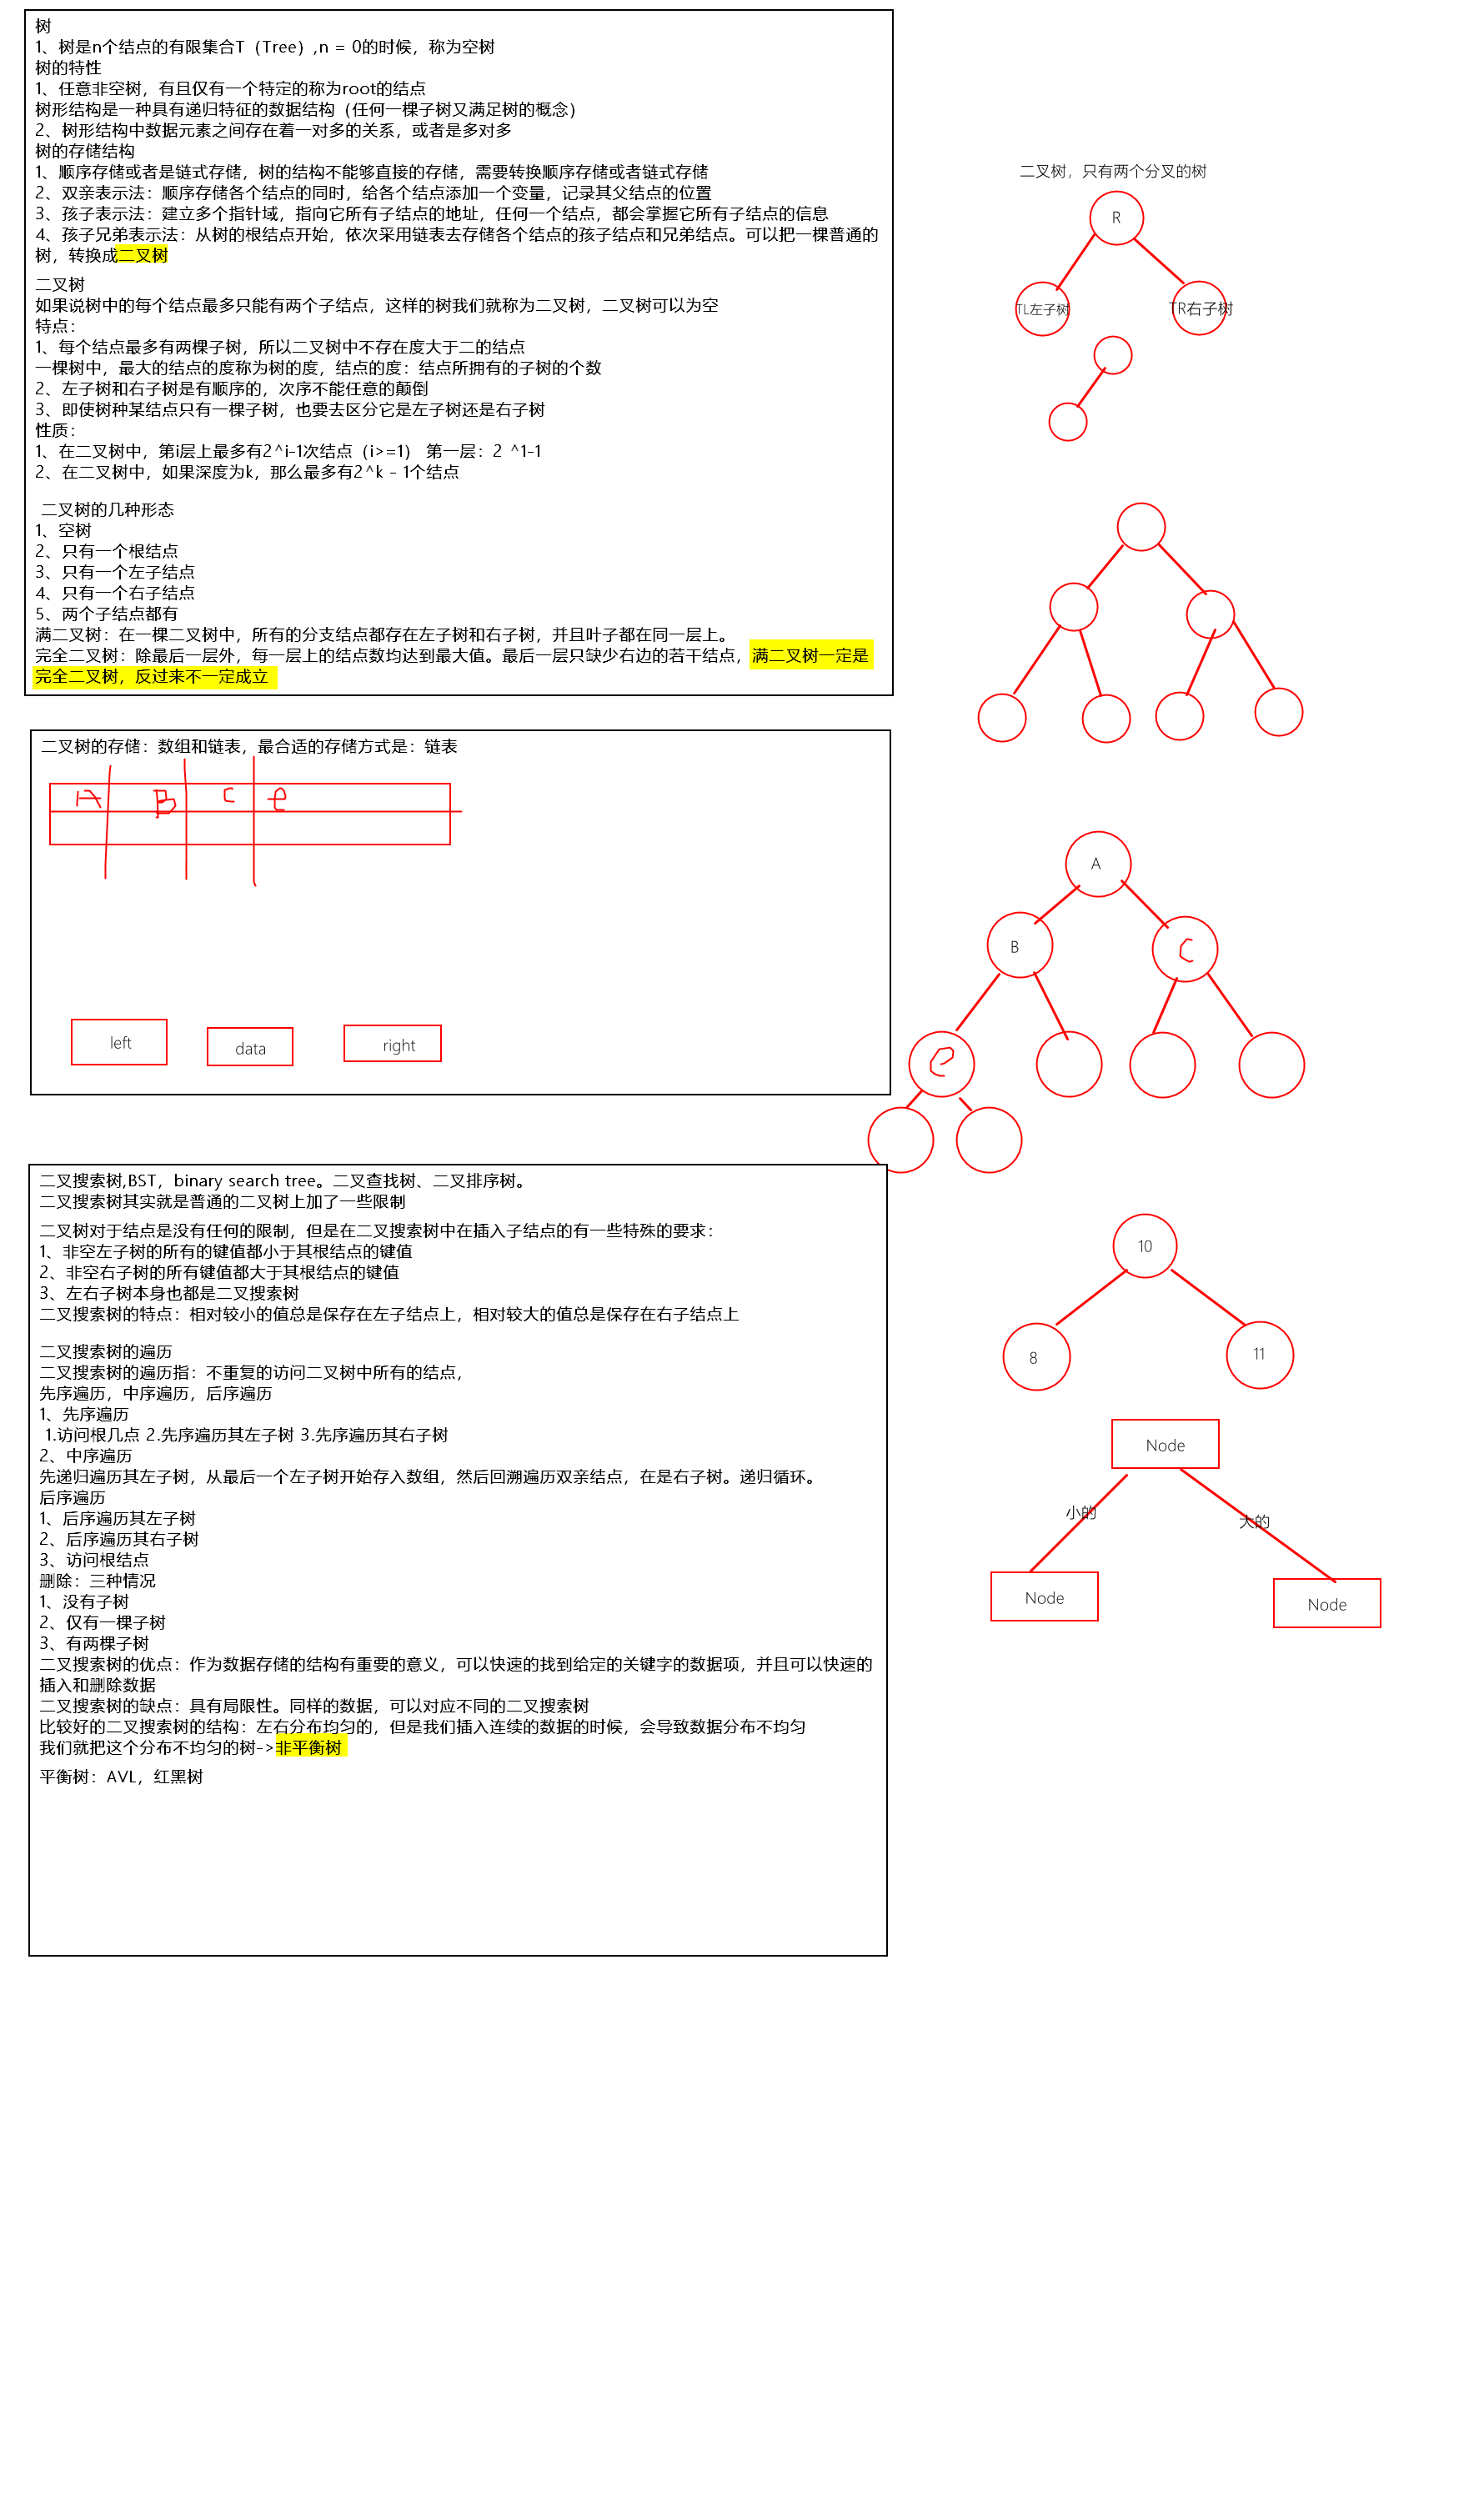 树
1、树是n个结点的有限集合T（Tree）,n = 0的时候，称为空树
树的特性
1、任意非空树，有且仅有一个特定的称为root的结点
树形结构是一种具有递归特征的数据结构（任何一棵子树又满足树的概念）
2、树形结构中数据元素之间存在着一对多的关系，或者是多对多
树的存储结构
1、顺序存储或者是链式存储，树的结构不能够直接的存储，需要转换顺序存储或者链式存储
2、双亲表示法：顺序存储各个结点的同时，给各个结点添加一个变量，记录其父结点的位置
3、孩子表示法：建立多个指针域，指向它所有子结点的地址，任何一个结点，都会掌握它所有子结点的信息
4、孩子兄弟表示法：从树的根结点开始，依次采用链表去存储各个结点的孩子结点和兄弟结点。可以把一棵普通的
树，转换成二叉树
二叉树
如果说树中的每个结点最多只能有两个子结点，这样的树我们就称为二叉树，二叉树可以为空
特点：
1、每个结点最多有两棵子树，所以二叉树中不存在度大于二的结点
一棵树中，最大的结点的度称为树的度，结点的度：结点所拥有的子树的个数
2、左子树和右子树是有顺序的，次序不能任意的颠倒
3、即使树种某结点只有一棵子树，也要去区分它是左子树还是右子树
性质：
1、在二叉树中，第i层上最多有2^i-1次结点（i>=1） 第一层：2 ^1-1
2、在二叉树中，如果深度为k，那么最多有2^k - 1个结点
二叉树的几种形态
1、空树
2、只有一个根结点
3、只有一个左子结点
4、只有一个右子结点
5、两个子结点都有
满二叉树：在一棵二叉树中，所有的分支结点都存在左子树和右子树，并且叶子都在同一层上。
完全二叉树：除最后一层外，每一层上的结点数均达到最大值。最后一层只缺少右边的若干结点，满二叉树一定是
完全二叉树，反过来不一定成立
二叉树，只有两个分叉的树
R
TL左子树
TR右子树
二叉树的存储：数组和链表，最合适的存储方式是：链表
A B c e
left
data
right
A
B
C
e
二叉搜索树,BST，binary search tree。二叉查找树、二叉排序树。
二叉搜索树其实就是普通的二叉树上加了一些限制
二叉树对于结点是没有任何的限制，但是在二叉搜索树中在插入子结点的有一些特殊的要求：
1、非空左子树的所有的键值都小于其根结点的键值
2、非空右子树的所有键值都大于其根结点的键值
3、左右子树本身也都是二叉搜索树
二叉搜索树的特点：相对较小的值总是保存在左子结点上，相对较大的值总是保存在右子结点上
二叉搜索树的遍历
二叉搜索树的遍历指：不重复的访问二叉树中所有的结点，
先序遍历，中序遍历，后序遍历
1、先序遍历
1.访问根几点 2.先序遍历其左子树 3.先序遍历其右子树
2、中序遍历
先递归遍历其左子树，从最后一个左子树开始存入数组，然后回溯遍历双亲结点，在是右子树。递归循环。
后序遍历
1、后序遍历其左子树
2、后序遍历其右子树
3、访问根结点
删除：三种情况
1、没有子树
2、仅有一棵子树
3、有两棵子树
二叉搜索树的优点：作为数据存储的结构有重要的意义，可以快速的找到给定的关键字的数据项，并且可以快速的
插入和删除数据
二叉搜索树的缺点：具有局限性。同样的数据，可以对应不同的二叉搜索树
比较好的二叉搜索树的结构：左右分布均匀的，但是我们插入连续的数据的时候，会导致数据分布不均匀
我们就把这个分布不均匀的树->非平衡树
平衡树：AVL，红黑树
10
8
11
Node
小的
大的
Node
Node